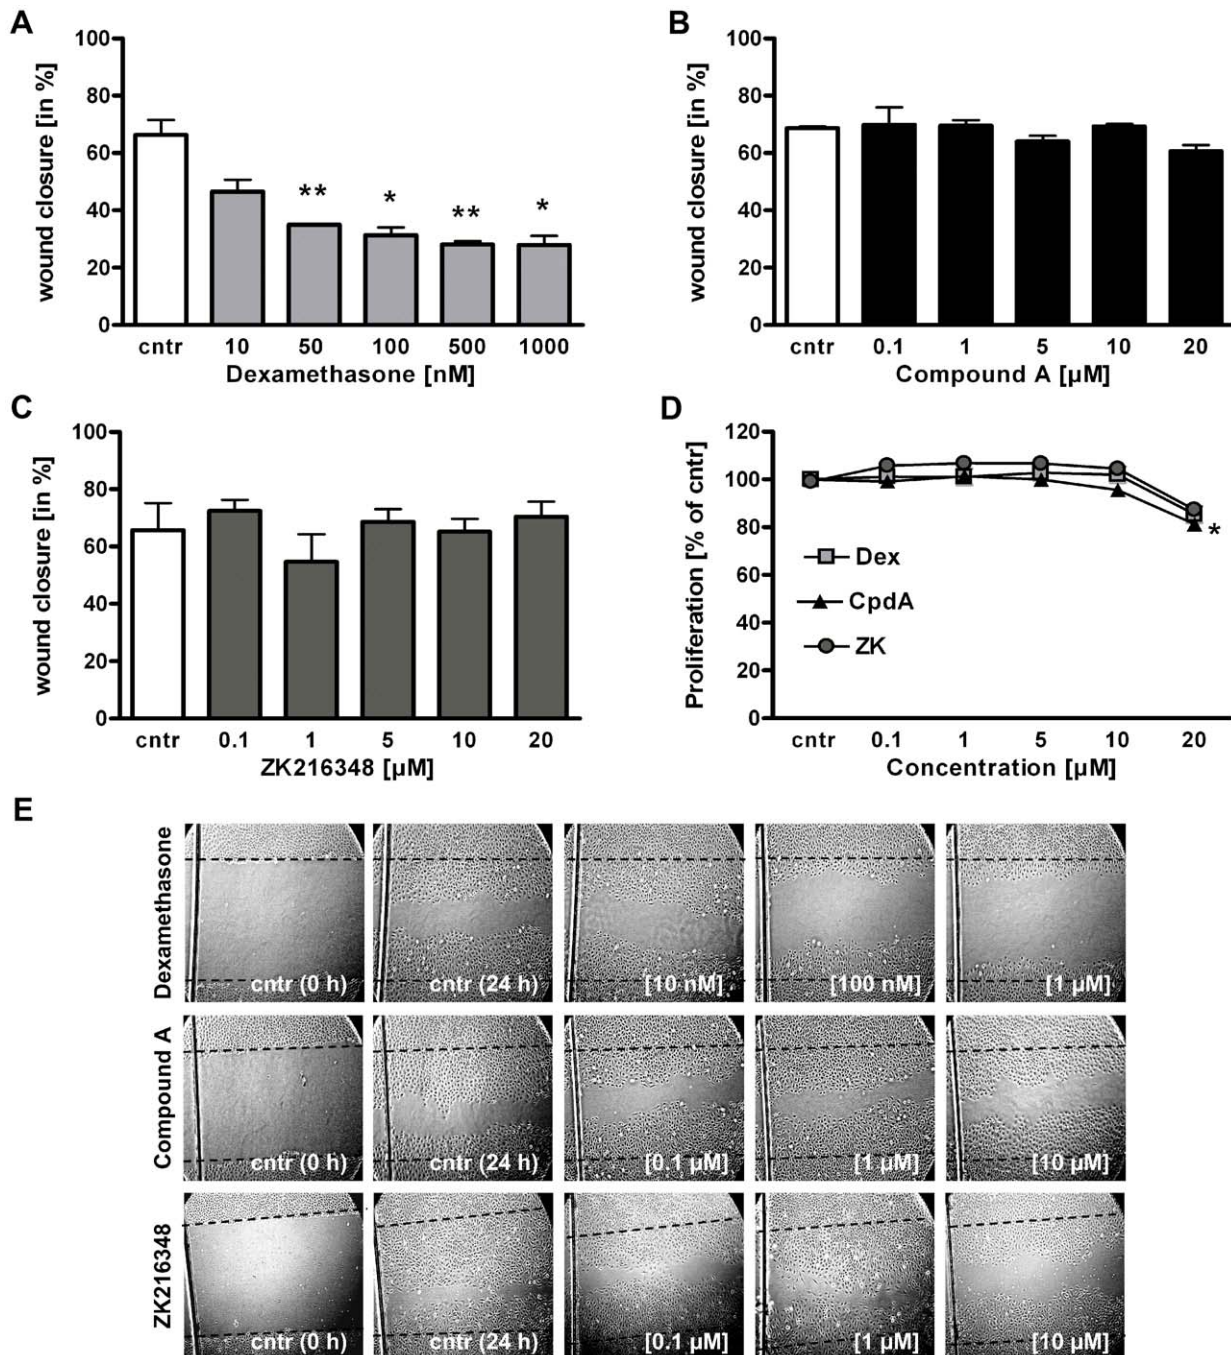 A
100
80
60
40
20
0
wound closure [in %]
** * ** *
cntr 10 50 100 500 1000
Dexamethasone [nM]
B
100
80
60
40
20
0
wound closure [in %]
cntr 0.1 1 5 10 20
Compound A [µM]
C
100
80
60
40
20
0
wound closure [in %]
cntr 0.1 1 5 10 20
ZK216348 [µM]
D
120
100
80
60
40
20
0
Proliferation [% of cntr]
*
Dex
CpdA
ZK
cntr 0.1 1 5 10 20
Concentration [µM]
E
Dexamethasone
cntr (0 h) cntr (24 h) [10 nM] [100 nM] [1 µM]
Compound A
cntr (0 h) cntr (24 h) [0.1 µM] [1 µM] [10 µM]
ZK216348
cntr (0 h) cntr (24 h) [0.1 µM] [1 µM] [10 µM]